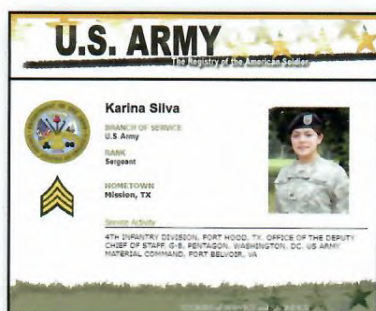 U.S. ARMY
The Registry of the American Soldier
Karina Silva
BRANCH OF SERVICE
U.S. Army
RANK
Sergeant
HOMETOWN
Mission, TX
Service Activity
4TH INFANTRY DIVISION, FORT HOOD, TX, OFFICE OF THE DEPUTY
CHIEF OF STAFF, G-8, PENTAGON, WASHINGTON, DC, US ARMY
MATERIAL COMMAND, FORT BELVOIR, VA